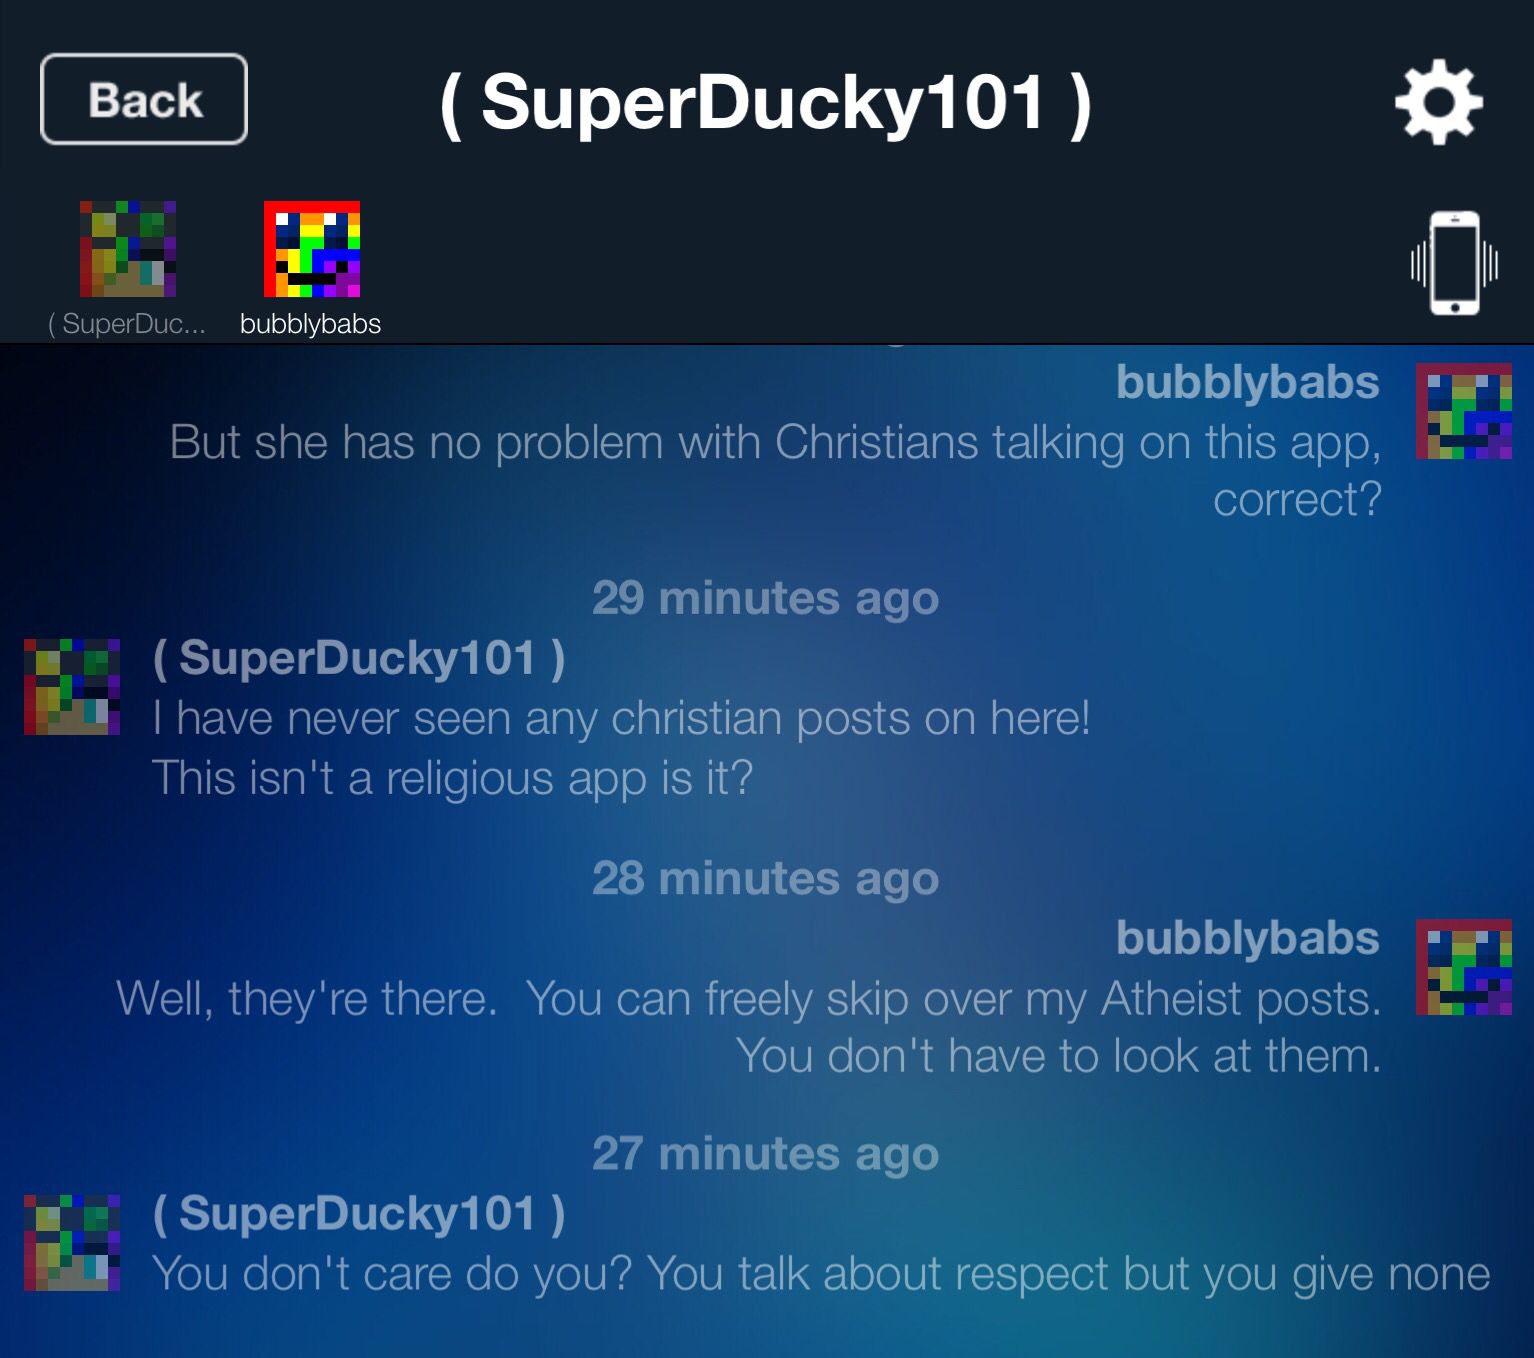 Back
( SuperDucky101 )
( SuperDuc...
bubblybabs
bubblybabs
But she has no problem with Christians talking on this app,
correct?
29 minutes ago
( SuperDucky101 )
I have never seen any christian posts on here!
This isn't a religious app is it?
28 minutes ago
bubblybabs
Well, they're there.  You can freely skip over my Atheist posts.
You don't have to look at them.
27 minutes ago
( SuperDucky101 )
You don't care do you? You talk about respect but you give none